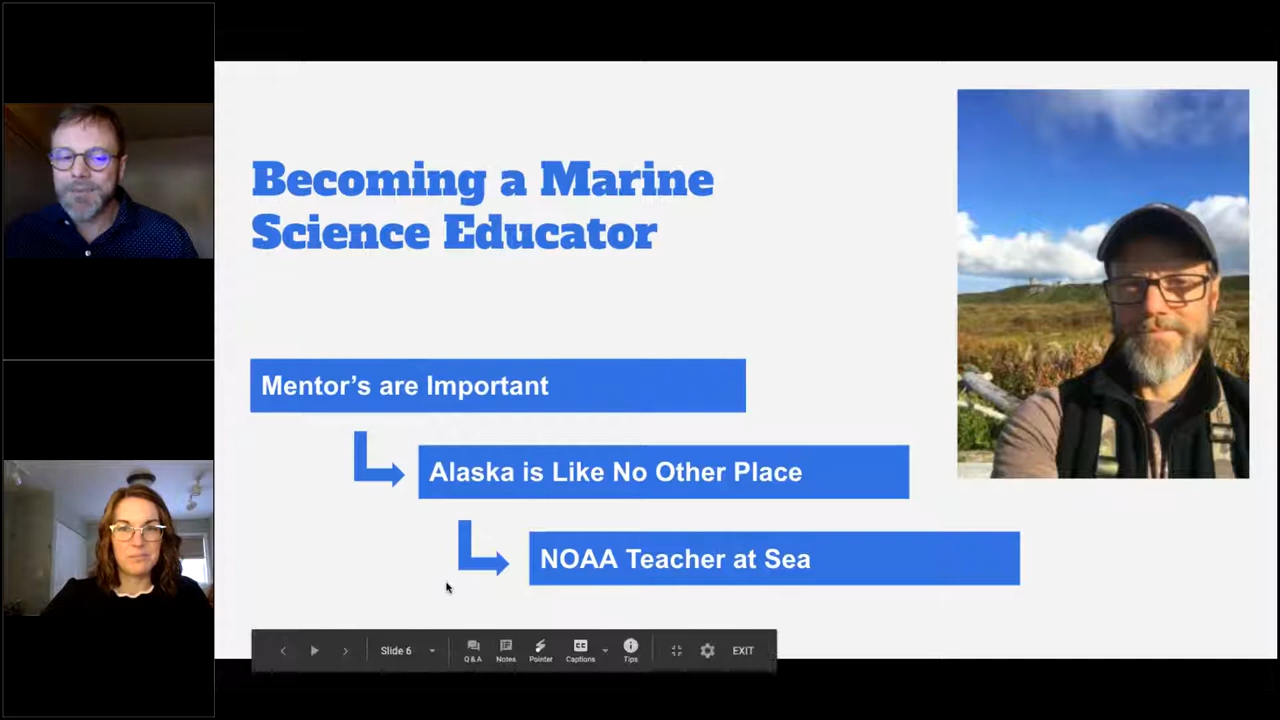 Becoming a Marine
Science Educator
Mentor's are Important
Alaska is Like No Other Place
NOAA Teacher at Sea
Slide 6
Q&A
Notes
Pointer
Captions
Tips
EXIT